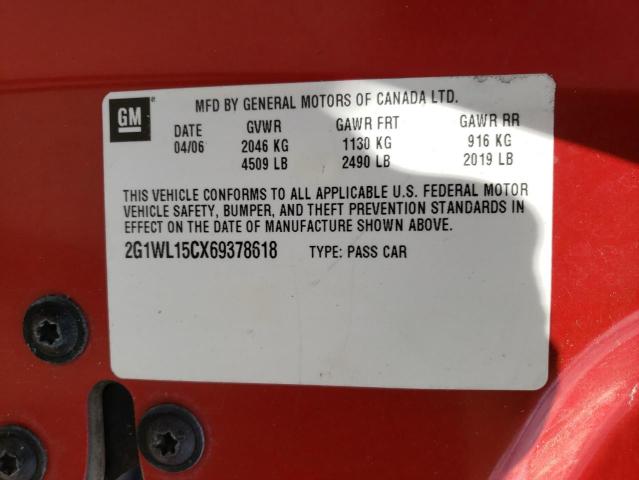 GM
MFD BY GENERAL MOTORS OF CANADA LTD.
DATE GVWR GAWR FRT GAWR RR
04/06 2046 KG 1130 KG 916 KG
4509 LB 2490 LB 2019 LB
THIS VEHICLE CONFORMS TO ALL APPLICABLE U.S. FEDERAL MOTOR
VEHICLE SAFETY, BUMPER, AND THEFT PREVENTION STANDARDS IN
EFFECT ON THE DATE OF MANUFACTURE SHOWN ABOVE.
2G1WL15CX69378618 TYPE: PASS CAR